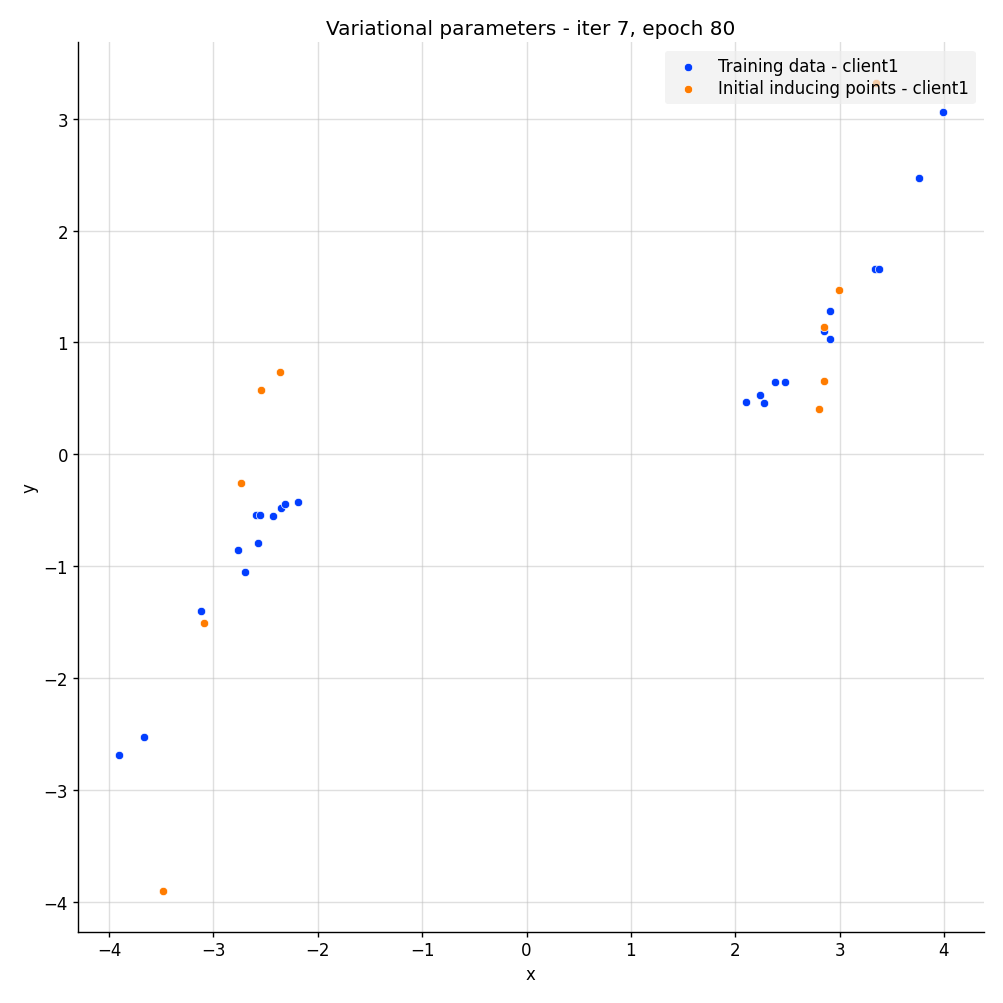 Variational parameters - iter 7, epoch 80
Training data - client1
Initial inducing points - client1
3
2
1
0
−1
−2
−3
−4
y
−4 −3 −2 −1 0 1 2 3 4
x